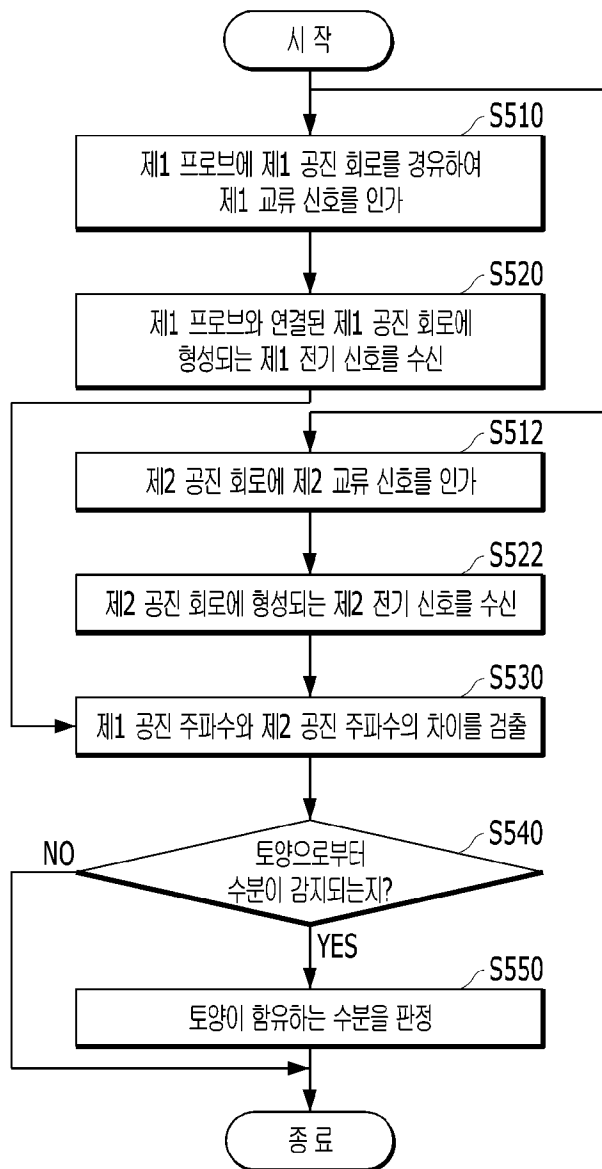 시 작
S510
제1 프로브에 제1 공진 회로를 경유하여
제1 교류 신호를 인가
S520
제1 프로브와 연결된 제1 공진 회로에
형성되는 제1 전기 신호를 수신
S512
제2 공진 회로에 제2 교류 신호를 인가
S522
제2 공진 회로에 형성되는 제2 전기 신호를 수신
S530
제1 공진 주파수와 제2 공진 주파수의 차이를 검출
S540
NO
토양으로부터
수분이 감지되는지?
YES
S550
토양이 함유하는 수분을 판정
종 료